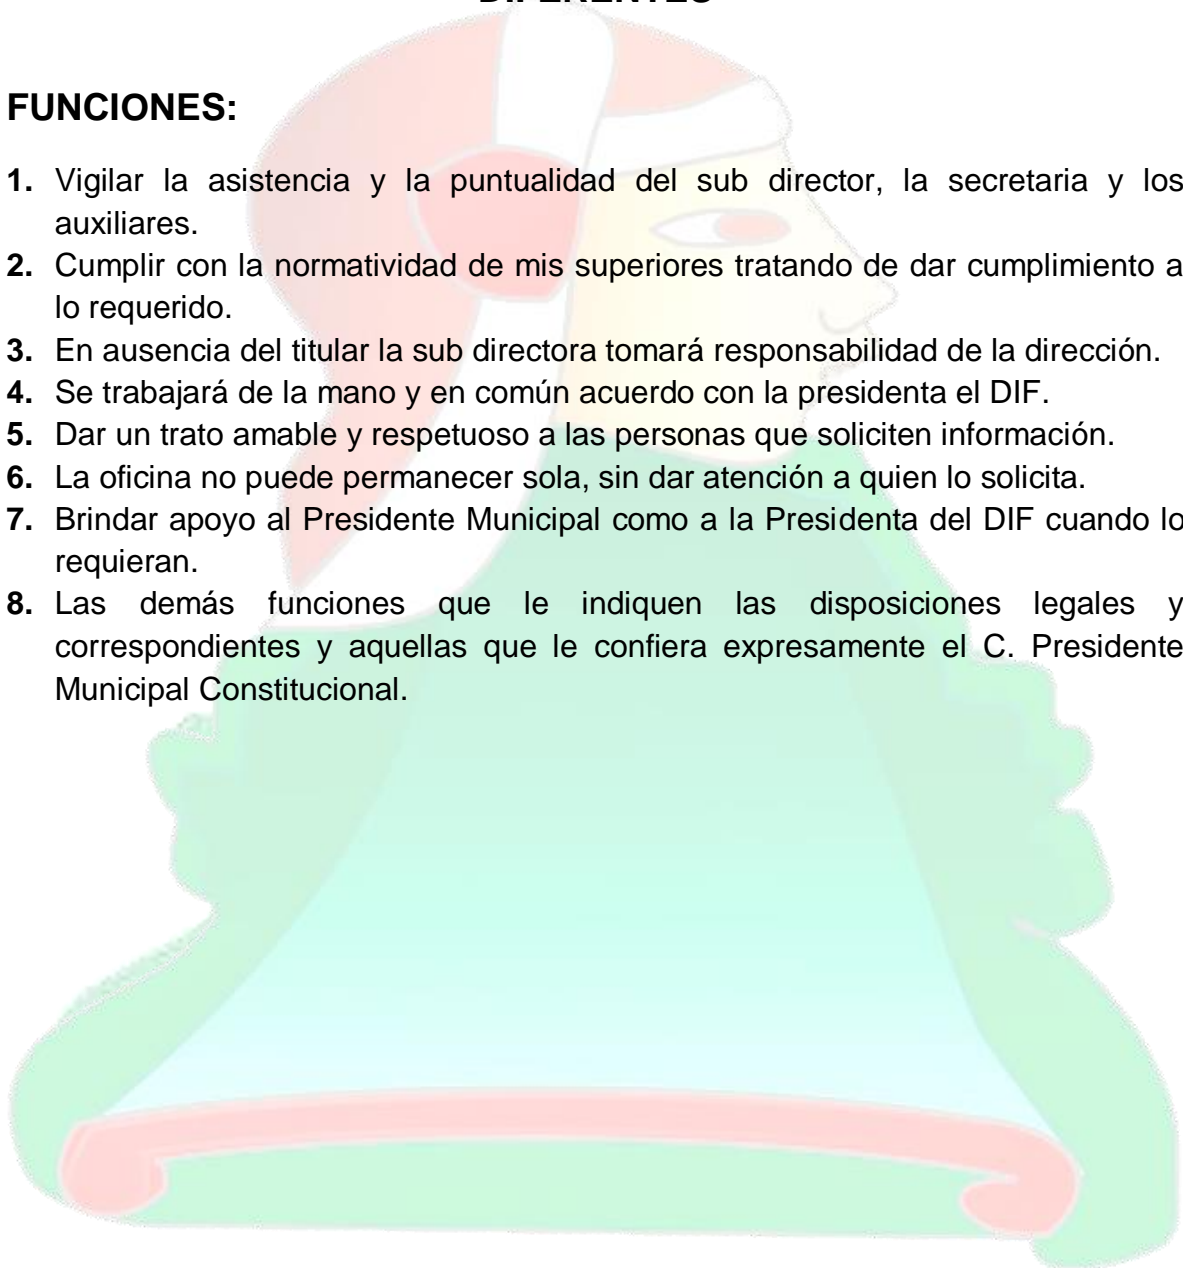 DIFERENTES
FUNCIONES:
1. Vigilar la asistencia y la puntualidad del sub director, la secretaria y los
auxiliares.
2. Cumplir con la normatividad de mis superiores tratando de dar cumplimiento a
lo requerido.
3. En ausencia del titular la sub directora tomará responsabilidad de la dirección.
4. Se trabajará de la mano y en común acuerdo con la presidenta el DIF.
5. Dar un trato amable y respetuoso a las personas que soliciten información.
6. La oficina no puede permanecer sola, sin dar atención a quien lo solicita.
7. Brindar apoyo al Presidente Municipal como a la Presidenta del DIF cuando lo
requieran.
8. Las demás funciones que le indiquen las disposiciones legales y
correspondientes y aquellas que le confiera expresamente el C. Presidente
Municipal Constitucional.